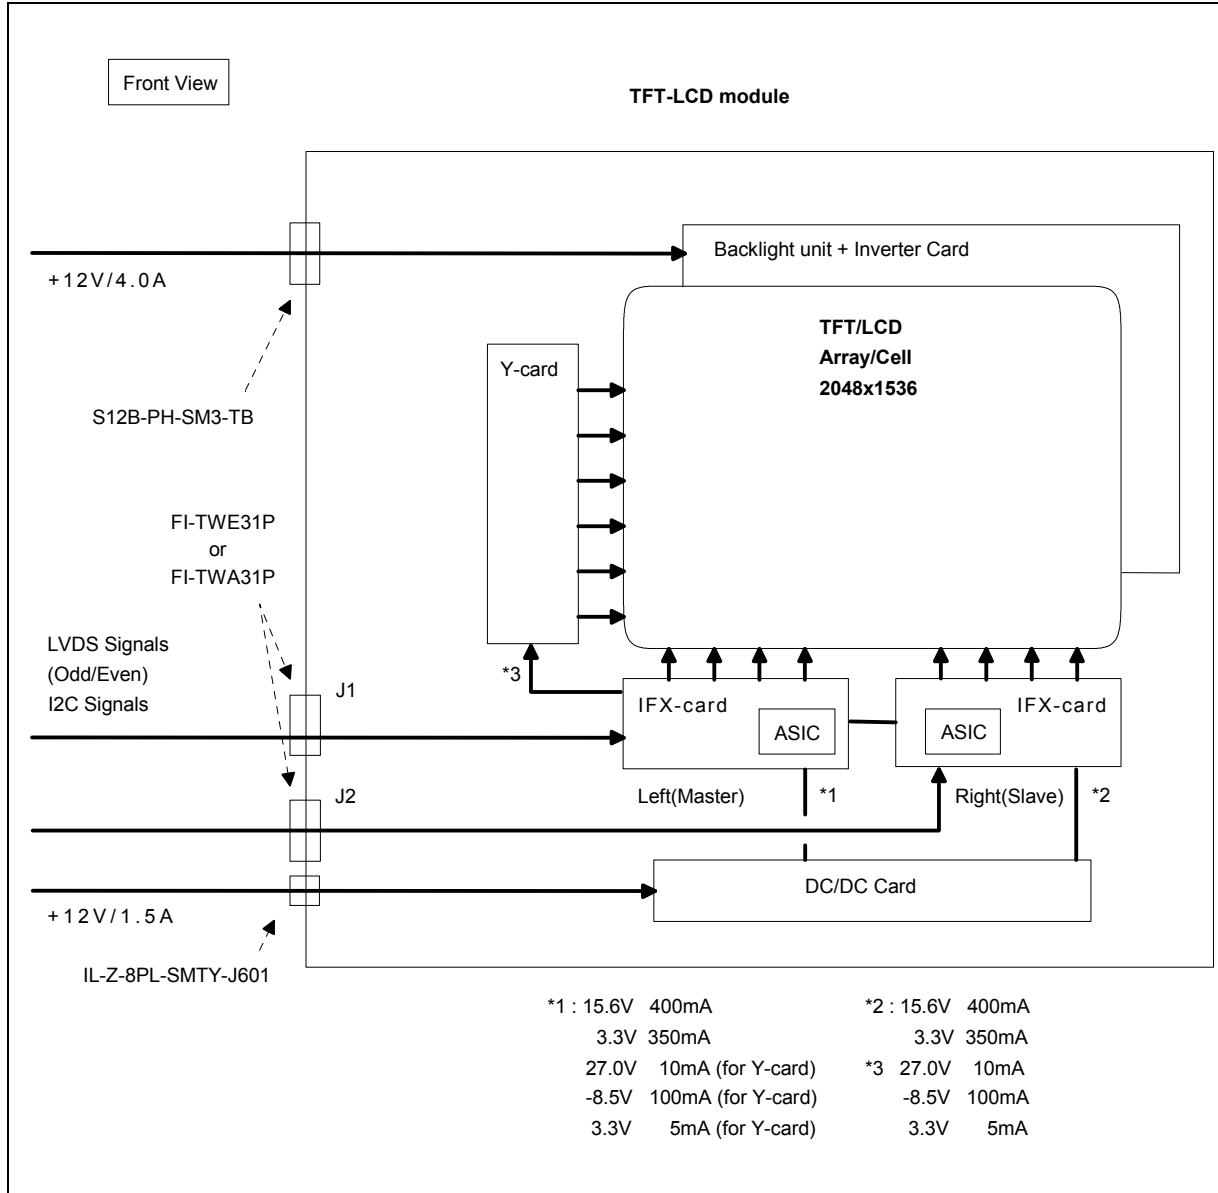 Front View
TFT-LCD module
Backlight unit + Inverter Card
+12V/4.0A
TFT/LCD
Array/Cell
2048x1536
Y-card
S12B-PH-SM3-TB
FI-TWE31P
or
FI-TWA31P
LVDS Signals
(Odd/Even)
I2C Signals
J1
*3
IFX-card
ASIC
IFX-card
ASIC
J2
Left(Master)
*1
Right(Slave)
*2
DC/DC Card
+12V/1.5A
IL-Z-8PL-SMTY-J601
*1 : 15.6V 400mA
3.3V 350mA
27.0V 10mA (for Y-card)
-8.5V 100mA (for Y-card)
3.3V 5mA (for Y-card)
*2 : 15.6V 400mA
3.3V 350mA
*3 27.0V 10mA
-8.5V 100mA
3.3V 5mA